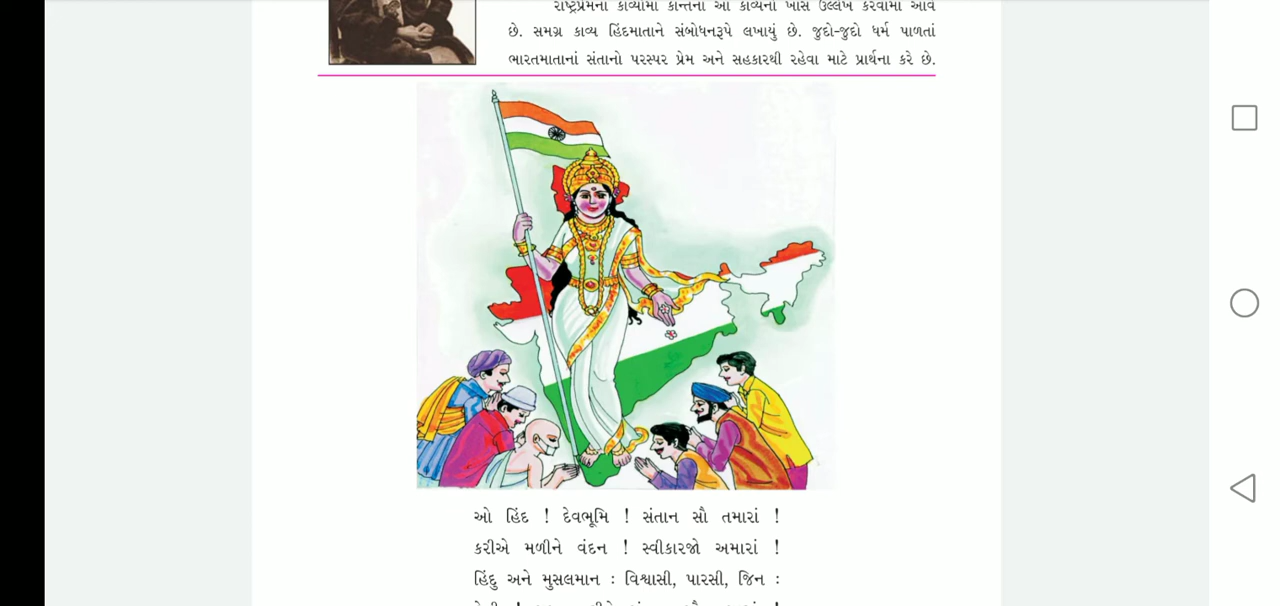 રાષ્ટ્રપ્રેમનાં કાવ્યોમાં કાન્તના આ કાવ્યનો ખાસ ઉલ્લેખ કરવામાં આવે
છે. સમગ્ર કાવ્ય હિંદમાતાને સંબોધનરૂપે લખાયું છે. જુદો-જુદો ધર્મ પાળતાં
ભારતમાતાનાં સંતાનો પરસ્પર પ્રેમ અને સહકારથી રહેવા માટે પ્રાર્થના કરે છે.
ઓ હિંદ ! દેવભૂમિ ! સંતાન સૌ તમારાં !
કરીએ મળીને વંદન ! સ્વીકારજો અમારાં !
હિંદુ અને મુસલમાન : વિશ્વાસી, પારસી, જિન :